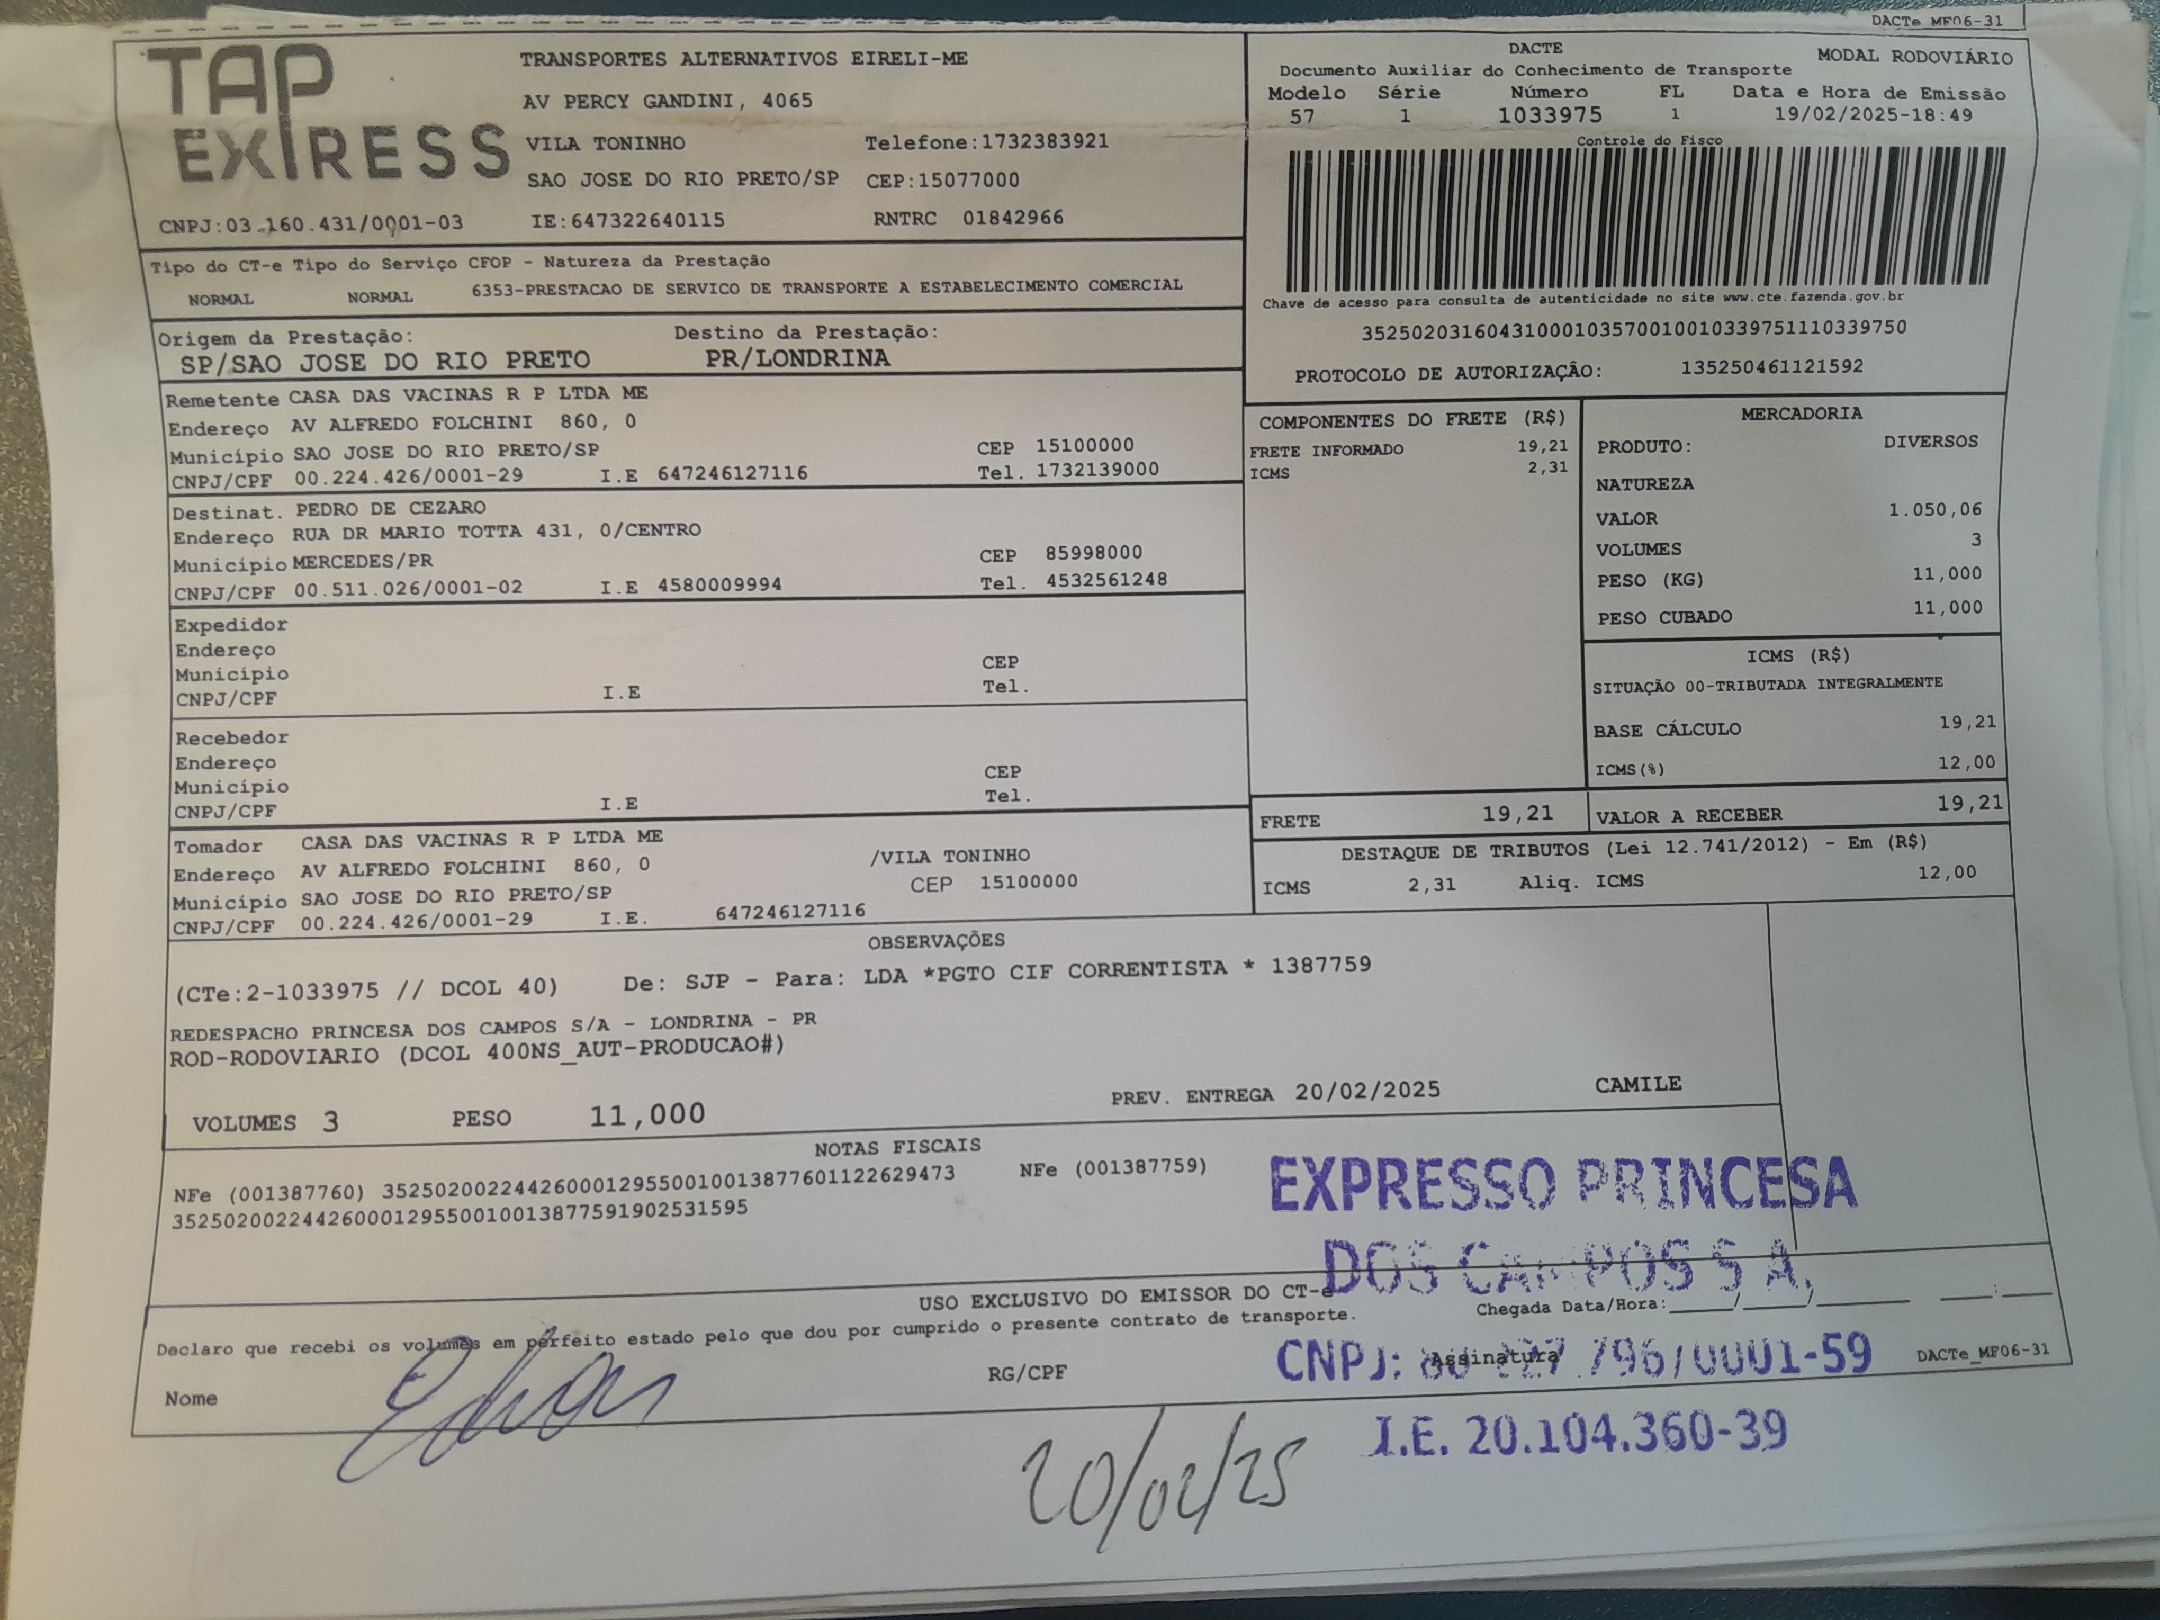 DACTe_MF06-31
TAP EXPRESS
TRANSPORTES ALTERNATIVOS EIRELI-ME
AV PERCY GANDINI, 4065
VILA TONINHO Telefone:1732383921
SAO JOSE DO RIO PRETO/SP CEP:15077000
CNPJ:03.160.431/0001-03 IE:647322640115 RNTRC 01842966
DACTE MODAL RODOVIÁRIO
Documento Auxiliar do Conhecimento de Transporte
Modelo Série Número FL Data e Hora de Emissão
57 1 1033975 1 19/02/2025-18:49
Controle do Fisco
Chave de acesso para consulta de autenticidade no site www.cte.fazenda.gov.br
35250203160431000103570010010339751110339750
PROTOCOLO DE AUTORIZAÇÂO: 135250461121592
Tipo do CT-e Tipo do Serviço CFOP - Natureza da Prestação
NORMAL NORMAL 6353-PRESTACAO DE SERVICO DE TRANSPORTE A ESTABELECIMENTO COMERCIAL
Origem da Prestação: Destino da Prestação:
SP/SAO JOSE DO RIO PRETO PR/LONDRINA
Remetente CASA DAS VACINAS R P LTDA ME
Endereço AV ALFREDO FOLCHINI 860, 0
Município SAO JOSE DO RIO PRETO/SP CEP 15100000
CNPJ/CPF 00.224.426/0001-29 I.E 647246127116 Tel. 1732139000
Destinat. PEDRO DE CEZARO
Endereço RUA DR MARIO TOTTA 431, 0/CENTRO
Município MERCEDES/PR CEP 85998000
CNPJ/CPF 00.511.026/0001-02 I.E 4580009994 Tel. 4532561248
Expedidor
Endereço
Município CEP
CNPJ/CPF I.E Tel.
Recebedor
Endereço
Município CEP
CNPJ/CPF I.E Tel.
Tomador CASA DAS VACINAS R P LTDA ME
Endereço AV ALFREDO FOLCHINI 860, 0 /VILA TONINHO
Município SAO JOSE DO RIO PRETO/SP CEP 15100000
CNPJ/CPF 00.224.426/0001-29 I.E. 647246127116
COMPONENTES DO FRETE (R$)
FRETE INFORMADO 19,21
ICMS 2,31
MERCADORIA
PRODUTO: DIVERSOS
NATUREZA
VALOR 1.050,06
VOLUMES 3
PESO (KG) 11,000
PESO CUBADO 11,000
ICMS (R$)
SITUAÇÃO 00-TRIBUTADA INTEGRALMENTE
BASE CÁLCULO 19,21
ICMS(%) 12,00
FRETE 19,21 VALOR A RECEBER 19,21
DESTAQUE DE TRIBUTOS (Lei 12.741/2012) - Em (R$)
ICMS 2,31 Aliq. ICMS 12,00
OBSERVAÇÕES
(CTe:2-1033975 // DCOL 40) De: SJP - Para: LDA *PGTO CIF CORRENTISTA * 1387759
REDESPACHO PRINCESA DOS CAMPOS S/A - LONDRINA - PR
ROD-RODOVIARIO (DCOL 400NS_AUT-PRODUCAO#)
VOLUMES 3 PESO 11,000 PREV. ENTREGA 20/02/2025 CAMILE
NOTAS FISCAIS
NFe (001387760) 35250200224426000129550010013877601122629473 NFe (001387759)
35250200224426000129550010013877591902531595
EXPRESSO PRINCESA
DOS CAMPOS S A.
USO EXCLUSIVO DO EMISSOR DO CT-e
Chegada Data/Hora:____/____/____ __:__
Declaro que recebi os volumes em perfeito estado pelo que dou por cumprido o presente contrato de transporte.
Nome RG/CPF Assinatura DACTe_MF06-31
CNPJ: 796/0001-59
I.E. 20.104.360-39
20/02/25